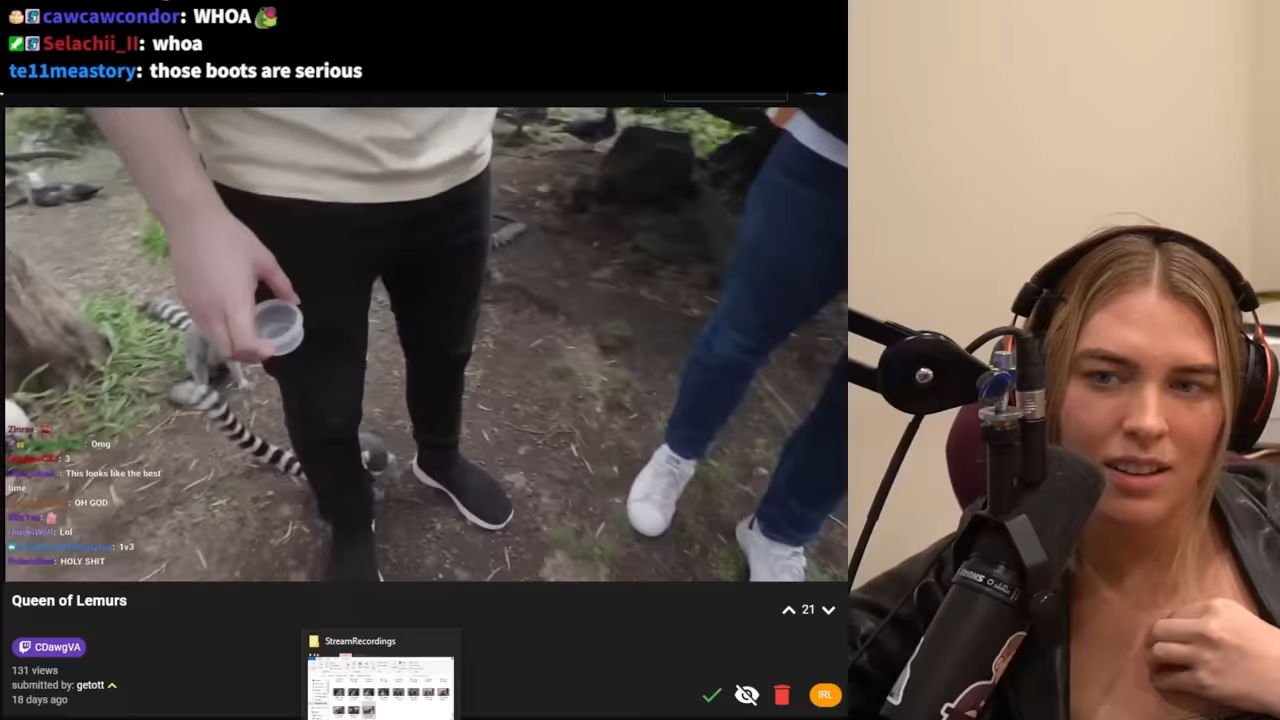 cawcawcondor: WHOA
Selachii_II: whoa
te11meastory: those boots are serious
: Omg
3
: This looks like the best
time
: OH GOD
: Lol
: 1v3
: HOLY SHIT
Queen of Lemurs
21
CDawgVA
131 views
submitted by: getott
18 days ago
StreamRecordings
IRL